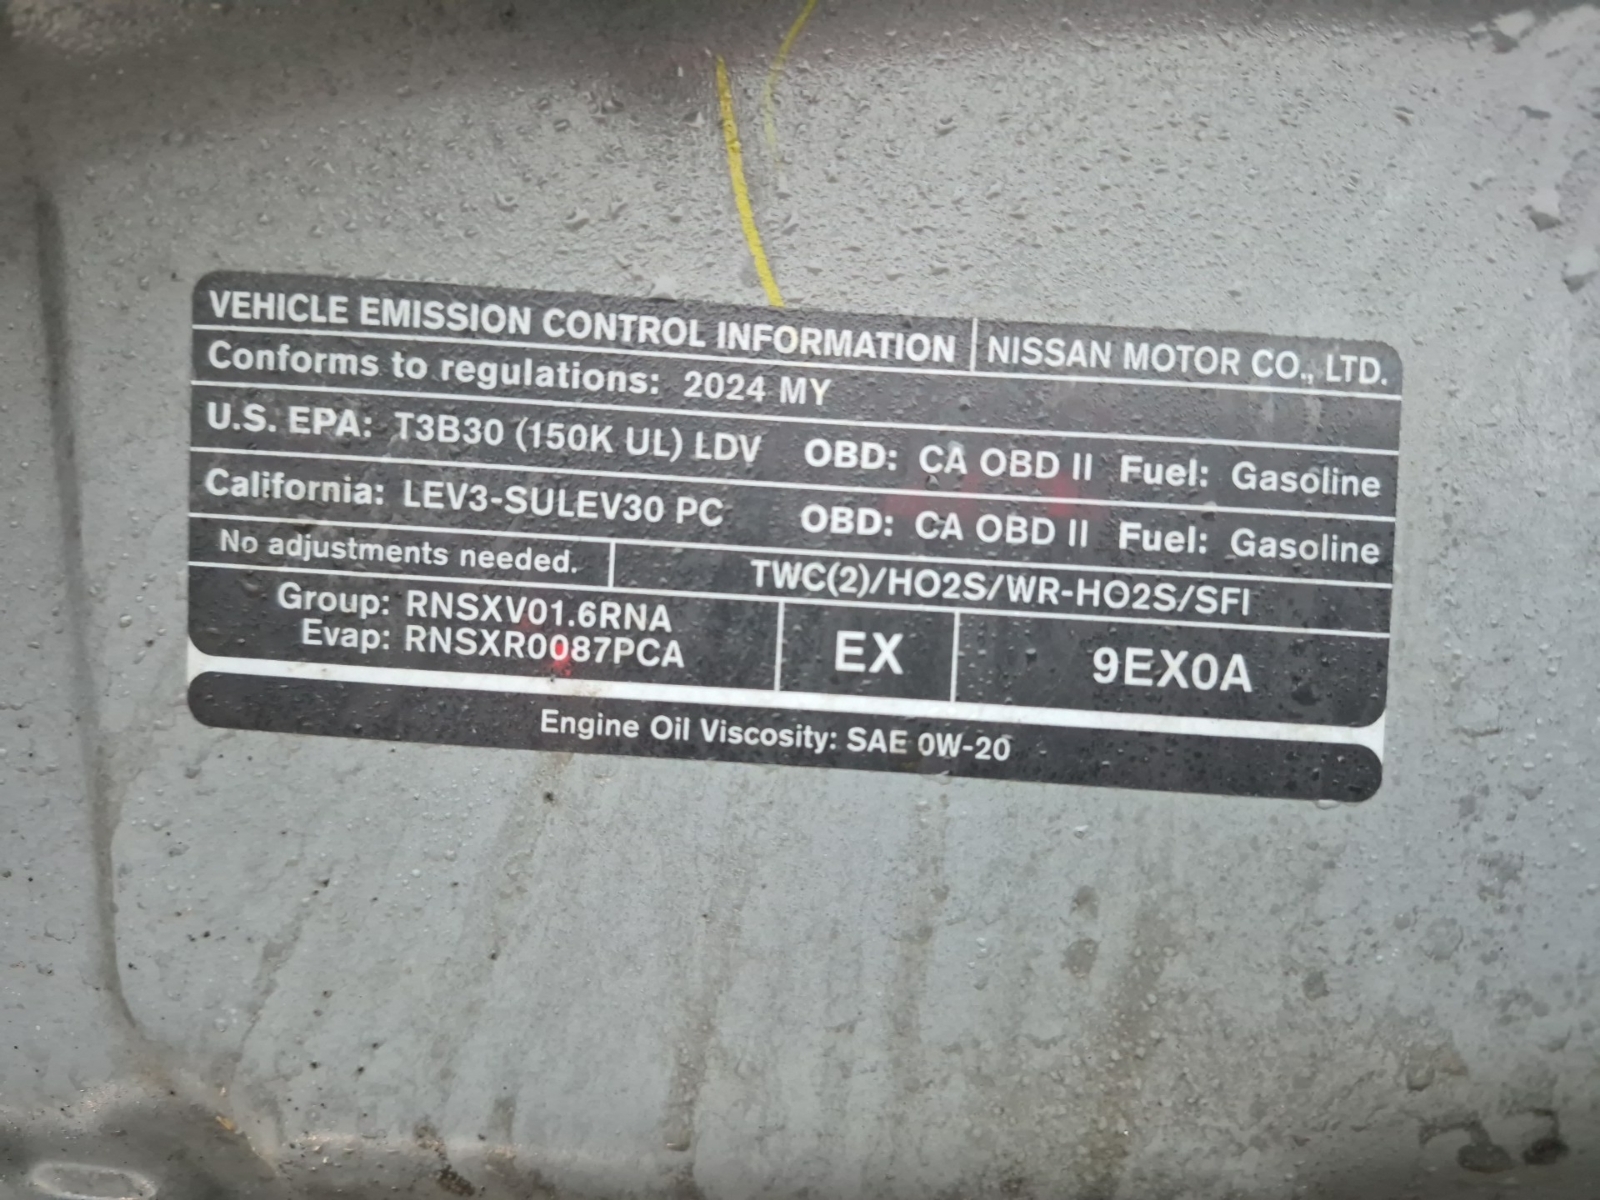 VEHICLE EMISSION CONTROL INFORMATION NISSAN MOTOR CO., LTD.
Conforms to regulations: 2024 MY
U.S. EPA: T3B30 (150K UL) LDV OBD: CA OBD II Fuel: Gasoline
California: LEV3-SULEV30 PC OBD: CA OBD II Fuel: Gasoline
No adjustments needed. TWC(2)/HO2S/WR-HO2S/SFI
Group: RNSXV01.6RNA
Evap: RNSXR0087PCA
EX
9EX0A
Engine Oil Viscosity: SAE 0W-20